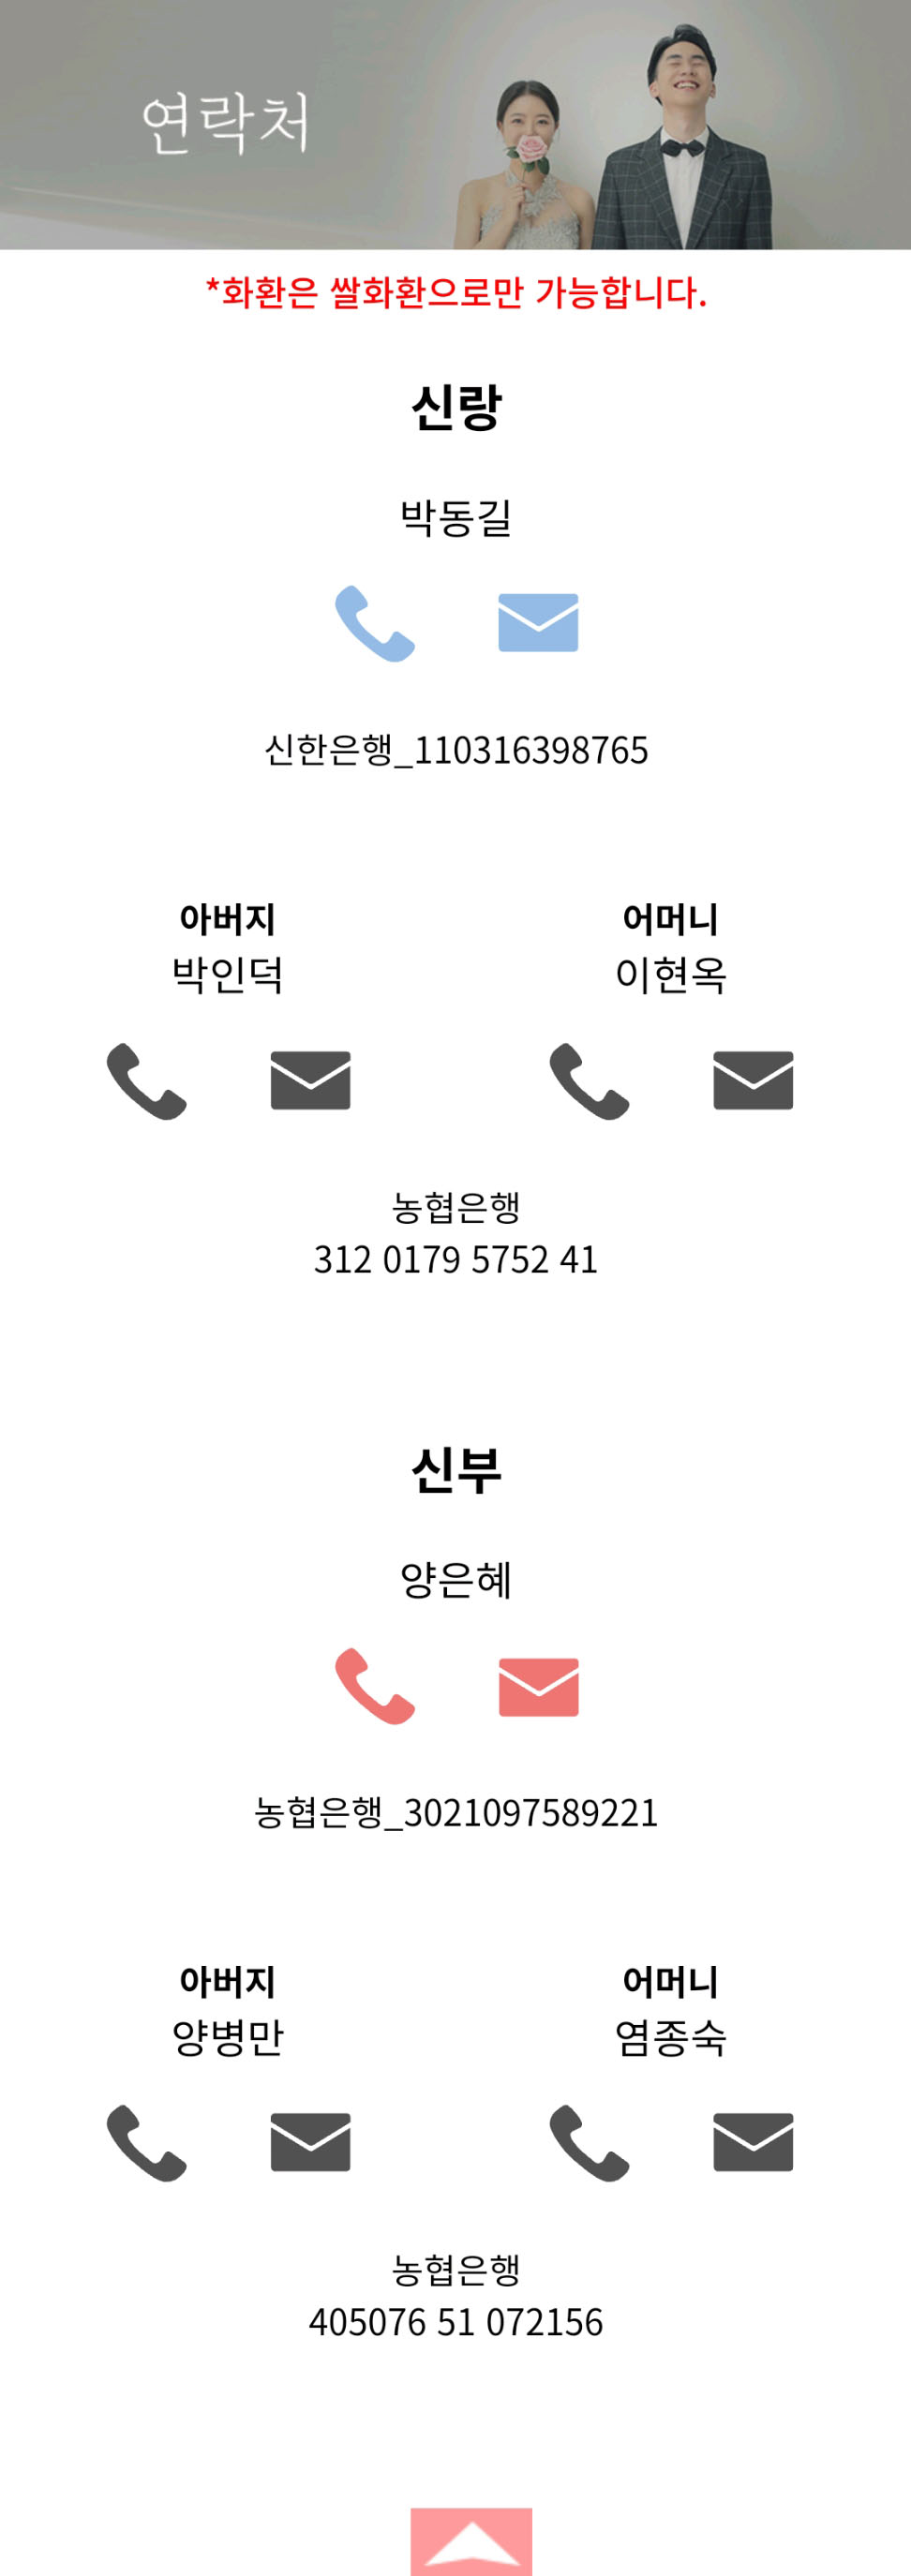 연락처
*화환은 쌀화환으로만 가능합니다.
신랑
박동길
신한은행_110316398765
아버지
어머니
박인덕
이현옥
농협은행
312 0179 5752 41
신부
양은혜
농협은행_3021097589221
아버지
어머니
양병만
염종숙
농협은행
405076 51 072156